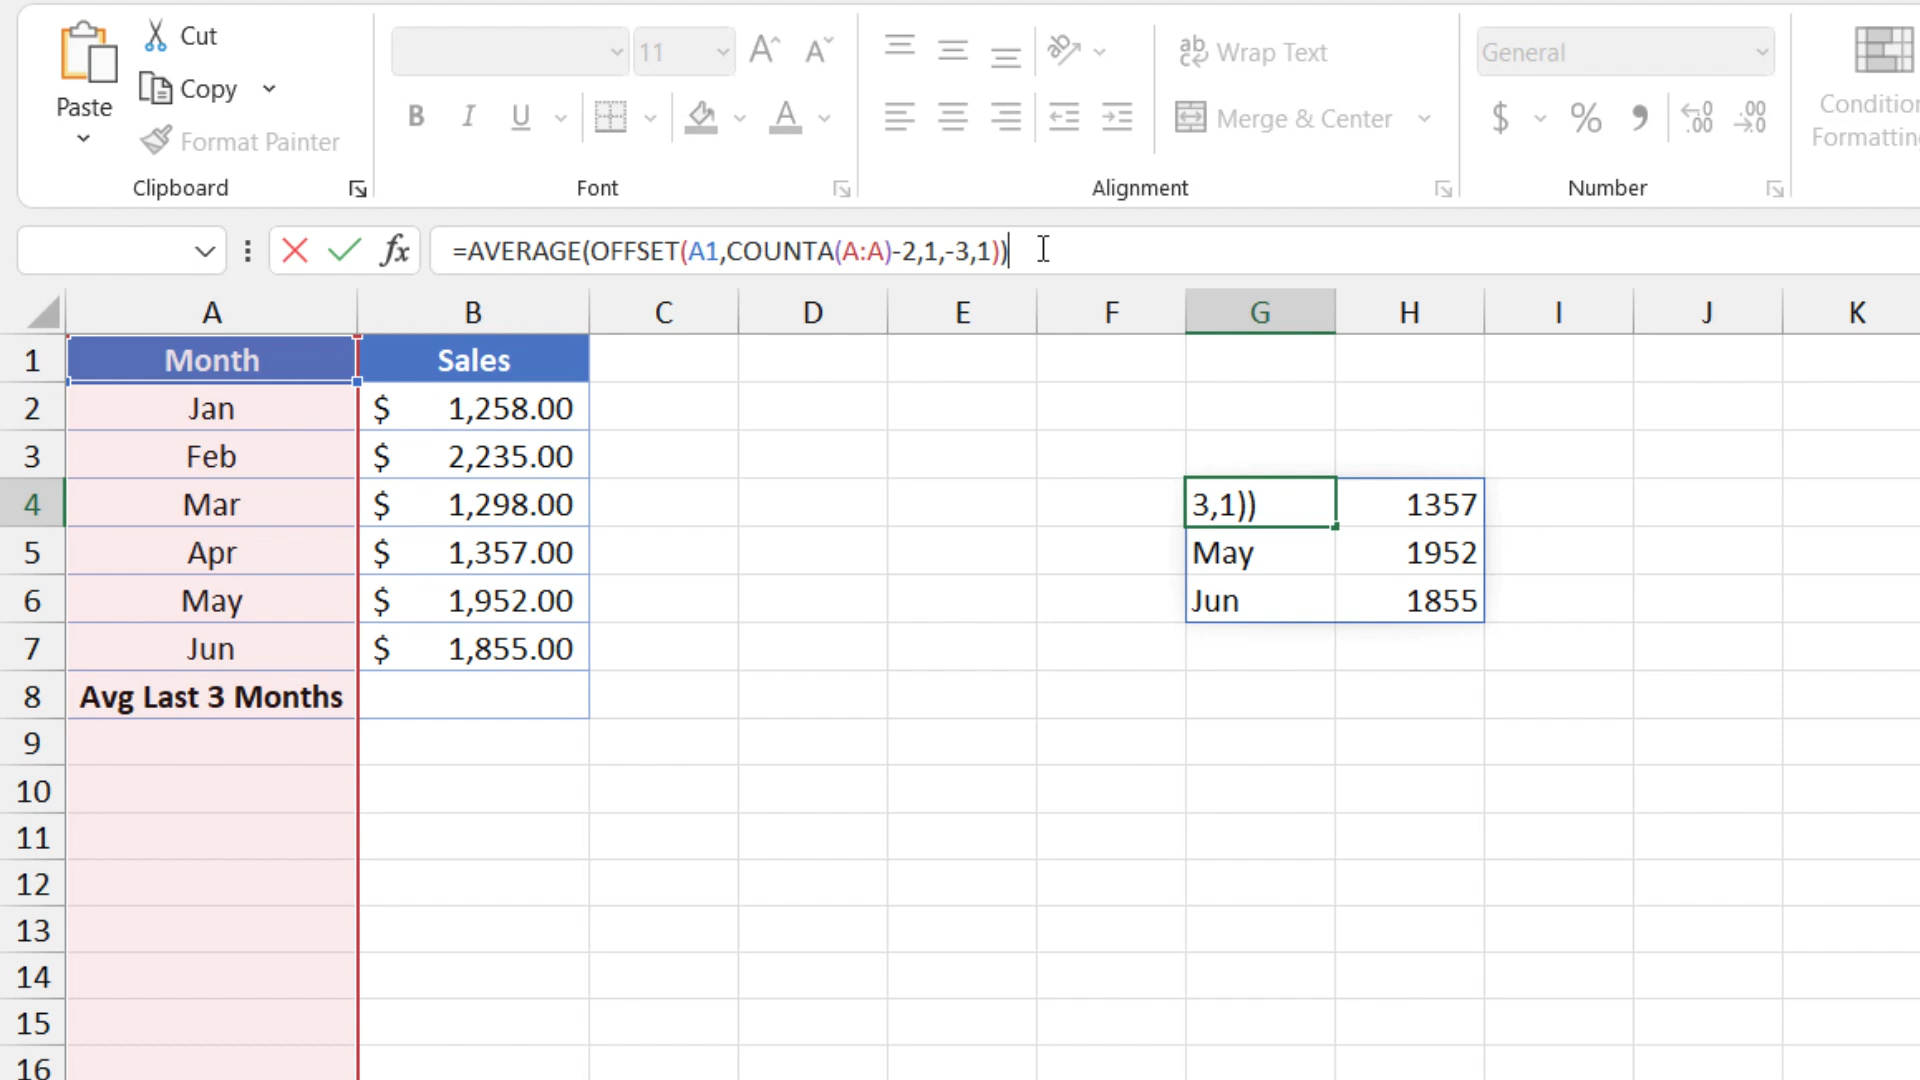 Cut
Copy
Paste
Format Painter
Clipboard
11
A A
B I U A
Font
ab Wrap Text
Merge & Center
Alignment
General
$ % ,
Number
Condition
Formatting
fx =AVERAGE(OFFSET(A1,COUNTA(A:A)-2,1,-3,1))
A B C D E F G H I J K
1 Month Sales
2 Jan $ 1,258.00
3 Feb $ 2,235.00
4 Mar $ 1,298.00 3,1)) 1357
5 Apr $ 1,357.00 May 1952
6 May $ 1,952.00 Jun 1855
7 Jun $ 1,855.00
8 Avg Last 3 Months
9
10
11
12
13
14
15
16